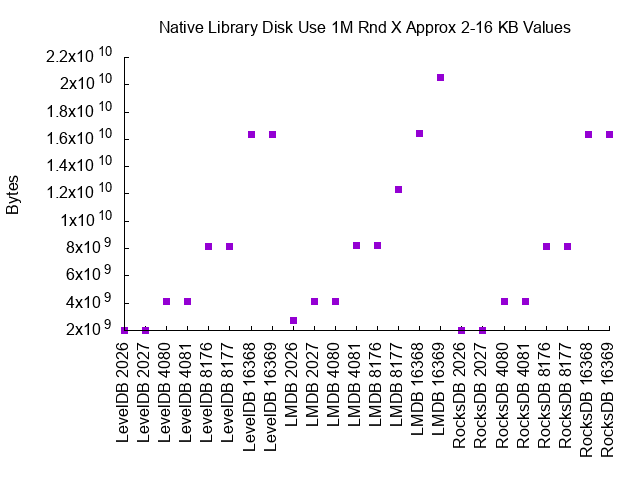 Native Library Disk Use 1M Rnd X Approx 2-16 KB Values
2.2x10 10
2x10 10
1.8x10 10
1.6x10 10
1.4x10 10
1.2x10 10
1x10 10
8x10 9
6x10 9
4x10 9
2x10 9
Bytes
LevelDB 2026
LevelDB 2027
LevelDB 4080
LevelDB 4081
LevelDB 8176
LevelDB 8177
LevelDB 16368
LevelDB 16369
LMDB 2026
LMDB 2027
LMDB 4080
LMDB 4081
LMDB 8176
LMDB 8177
LMDB 16368
LMDB 16369
RocksDB 2026
RocksDB 2027
RocksDB 4080
RocksDB 4081
RocksDB 8176
RocksDB 8177
RocksDB 16368
RocksDB 16369